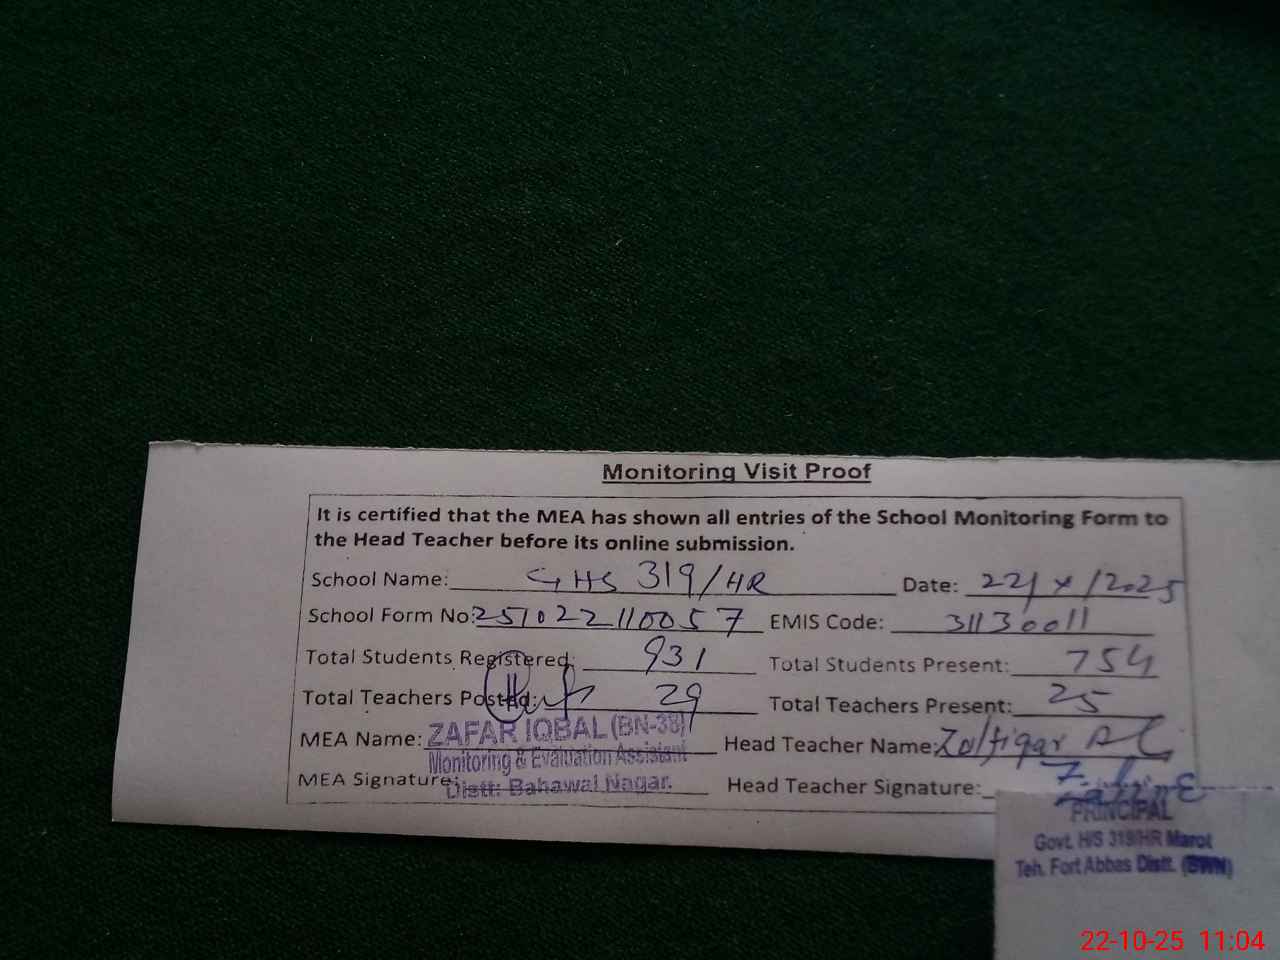 Monitoring Visit Proof
It is certified that the MEA has shown all entries of the School Monitoring Form to
the Head Teacher before its online submission.
School Name: GHS 319/HR Date: 22/x/2025
School Form No: 251022110057 EMIS Code: 31130011
Total Students Registered: 931 Total Students Present: 754
Total Teachers Posted: 29 Total Teachers Present: 25
MEA Name: ZAFAR IQBAL (BN-38) Head Teacher Name: Zolfiqar Al
Monitoring & Evaluation Assistant
MEA Signature: Distt: Bahawal Nagar. Head Teacher Signature:
PRINCIPAL
Govt. H/S 319/HR Marot
Teh. Fort Abbas Distt. (BWN)
22-10-25 11:04